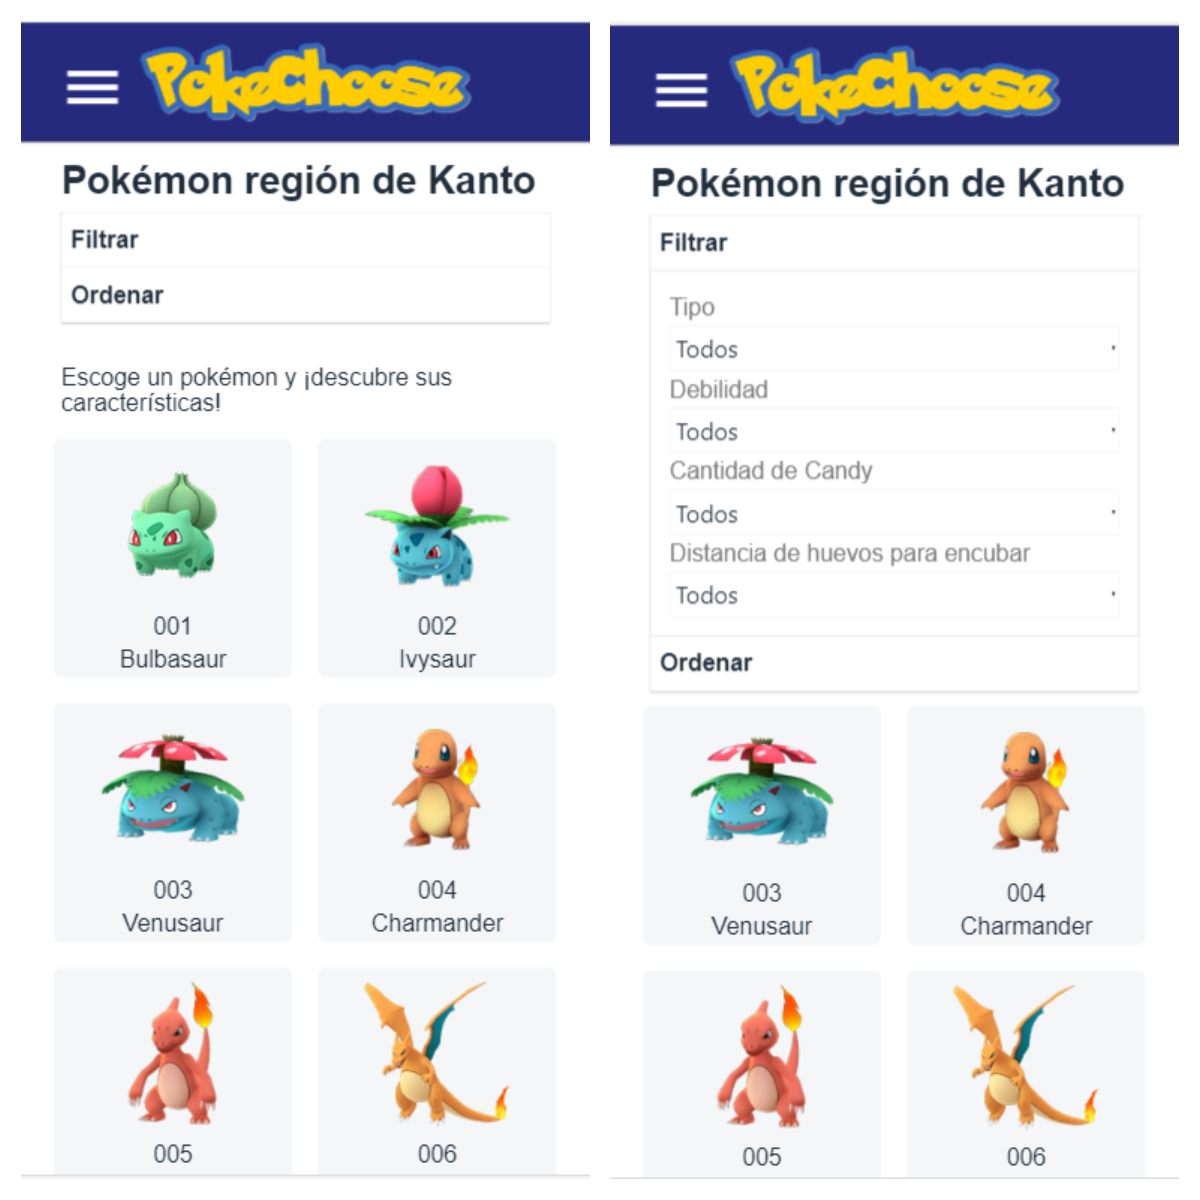 PokeChoose
Pokémon región de Kanto
Filtrar
Ordenar
Escoge un pokémon y ¡descubre sus
características!
001
Bulbasaur
002
Ivysaur
003
Venusaur
004
Charmander
005
006
PokeChoose
Pokémon región de Kanto
Filtrar
Tipo
Todos
Debilidad
Todos
Cantidad de Candy
Todos
Distancia de huevos para encubar
Todos
Ordenar
003
Venusaur
004
Charmander
005
006